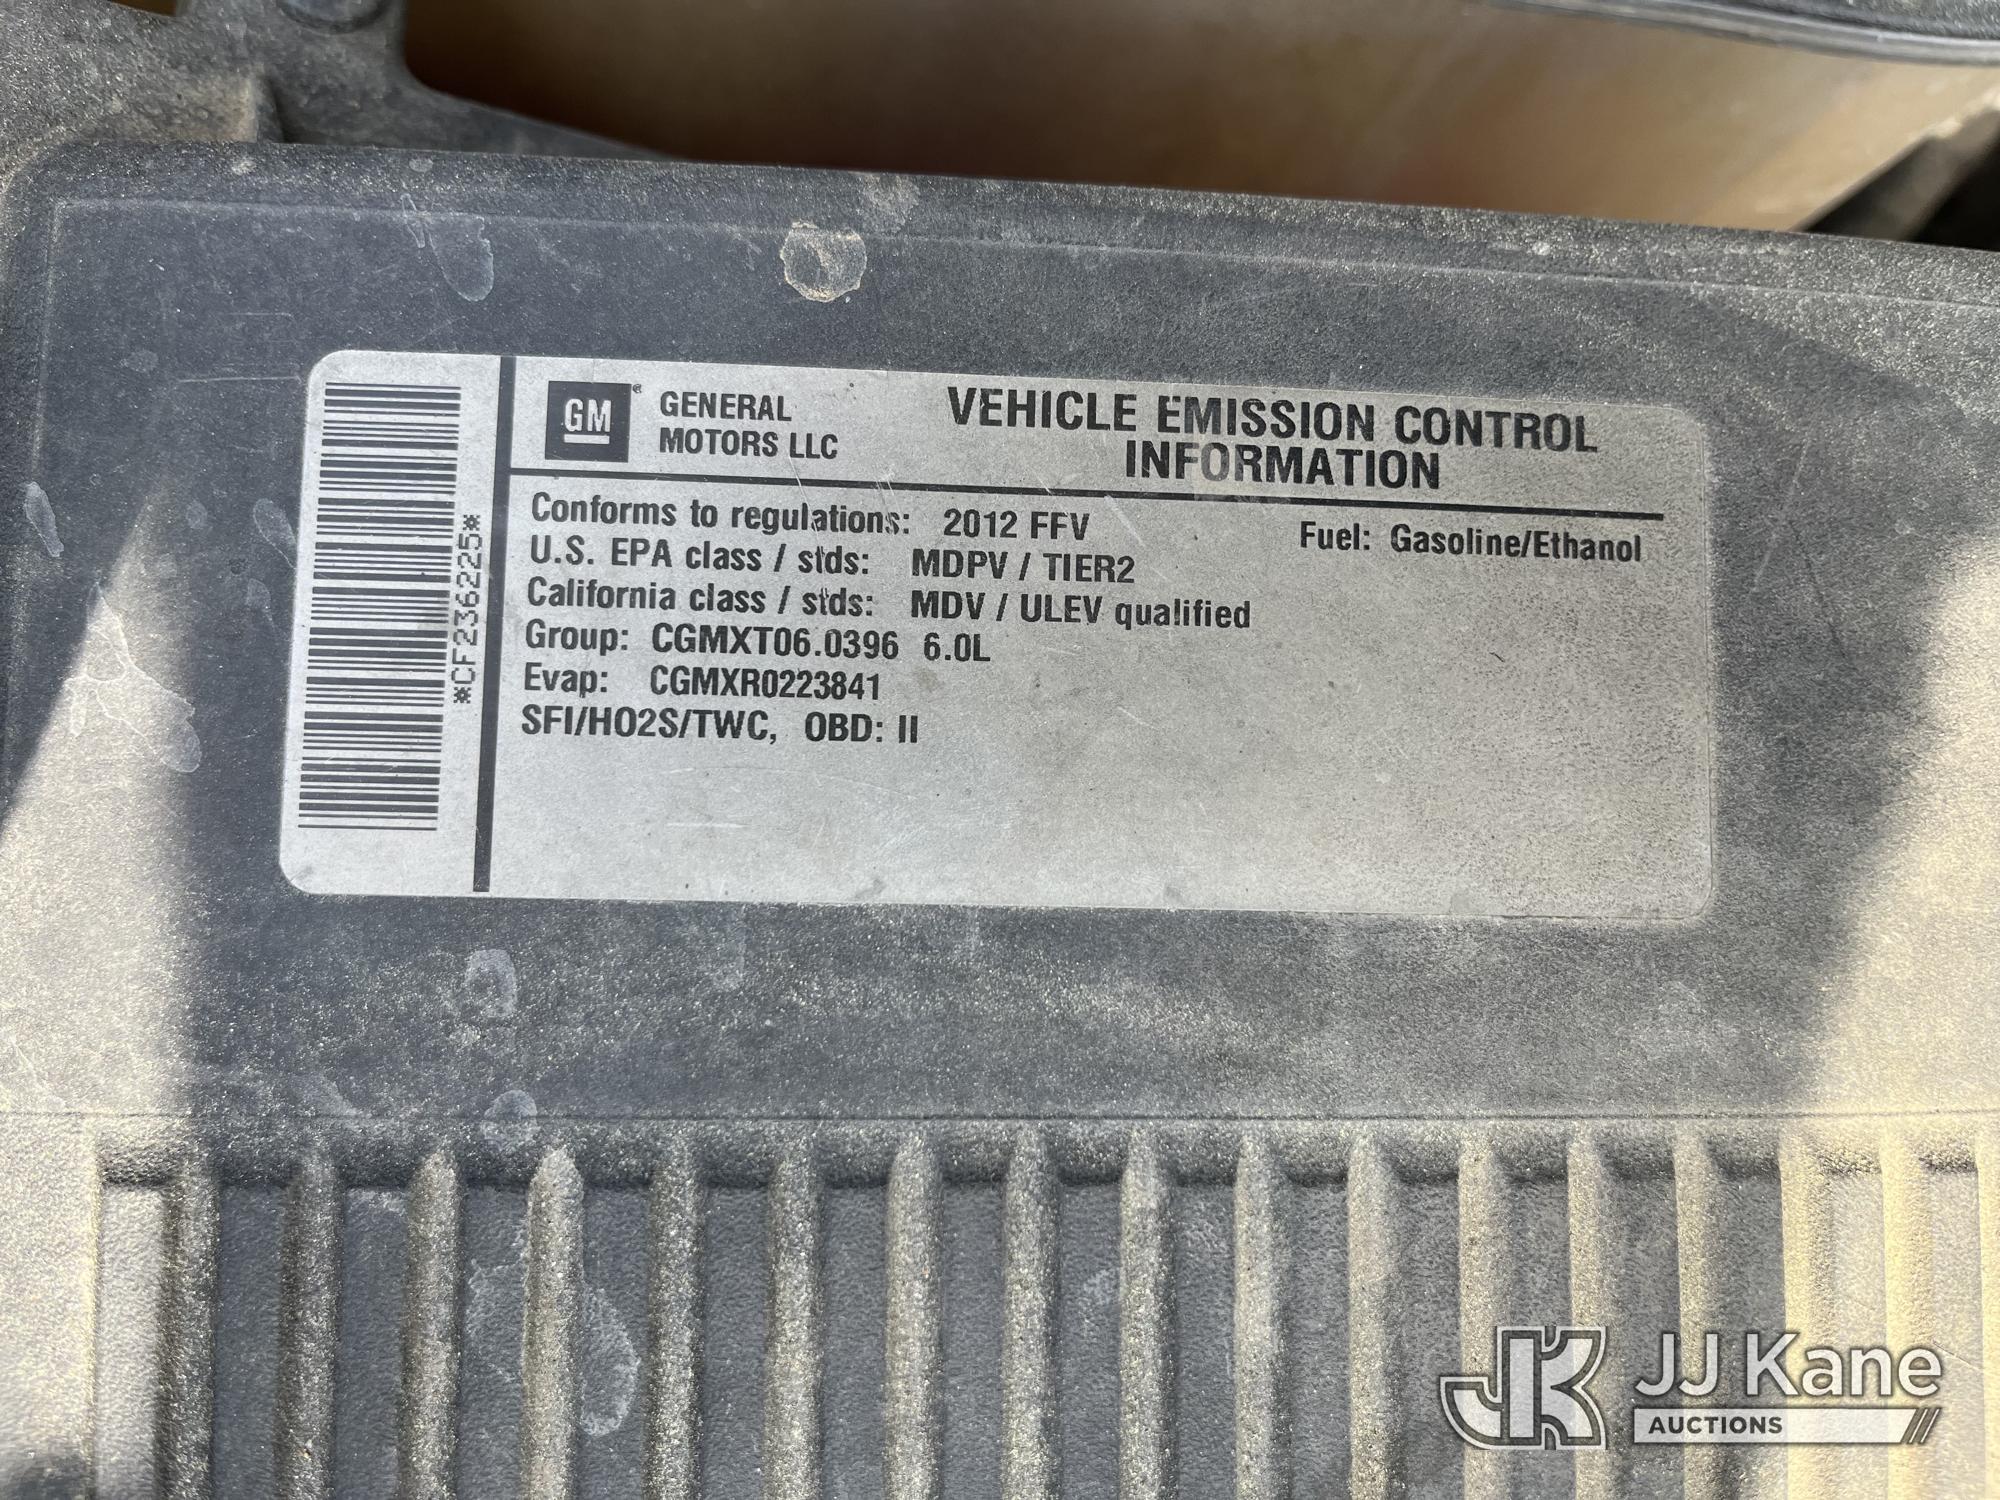 GM® GENERAL MOTORS LLC
VEHICLE EMISSION CONTROL
INFORMATION
Conforms to regulations: 2012 FFV Fuel: Gasoline/Ethanol
U.S. EPA class / stds: MDPV / TIER2
California class / stds: MDV / ULEV qualified
Group: CGMXT06.0396 6.0L
Evap: CGMXR0223841
SFI/HO2S/TWC, OBD: II
*CF2362225*
JK JJ Kane
AUCTIONS